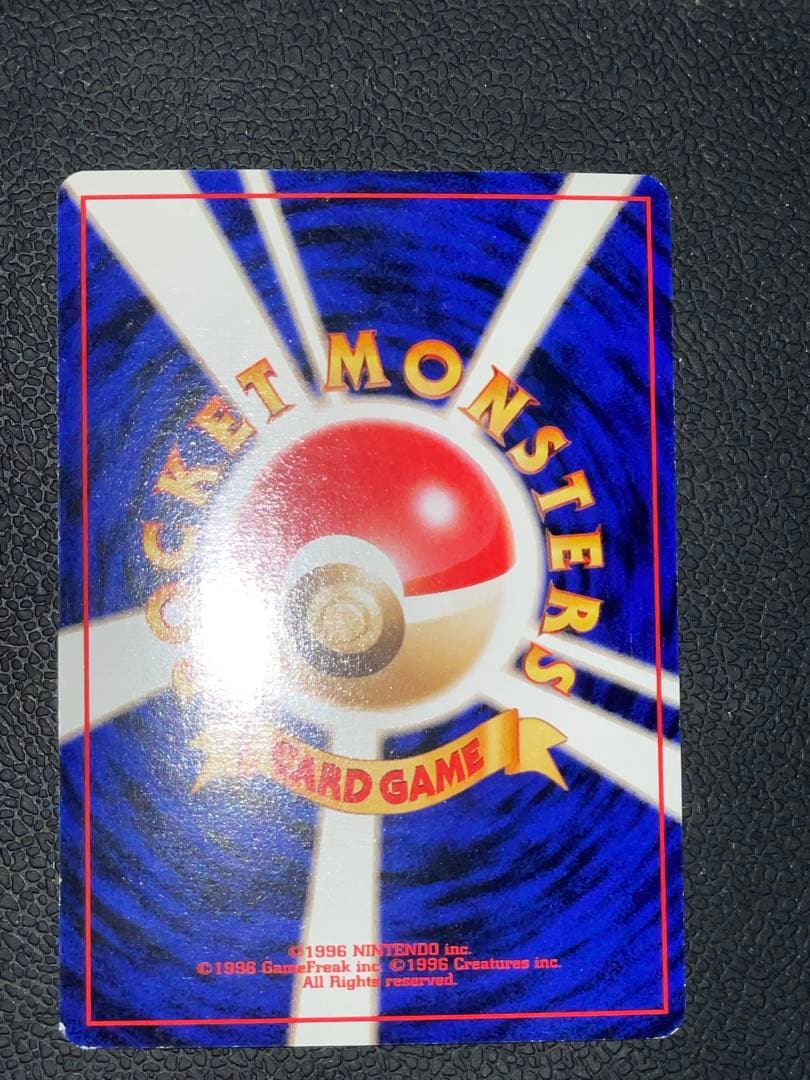 POCKET MONSTERS
CARD GAME
©1996 NINTENDO inc.
©1996 GameFreak inc. ©1996 Creatures inc.
All Rights reserved.